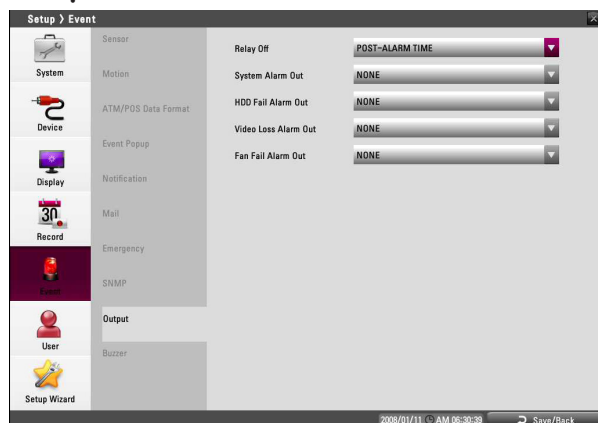 Setup > Event
System
Device
Display
30
Record
Event
User
Setup Wizard
Sensor
Motion
ATM/POS Data Format
Event Popup
Notification
Mail
Emergency
SNMP
Output
Buzzer
Relay Off POST-ALARM TIME
System Alarm Out NONE
HDD Fail Alarm Out NONE
Video Loss Alarm Out NONE
Fan Fail Alarm Out NONE
2008/01/11 AM 06:30:39 Save/Back